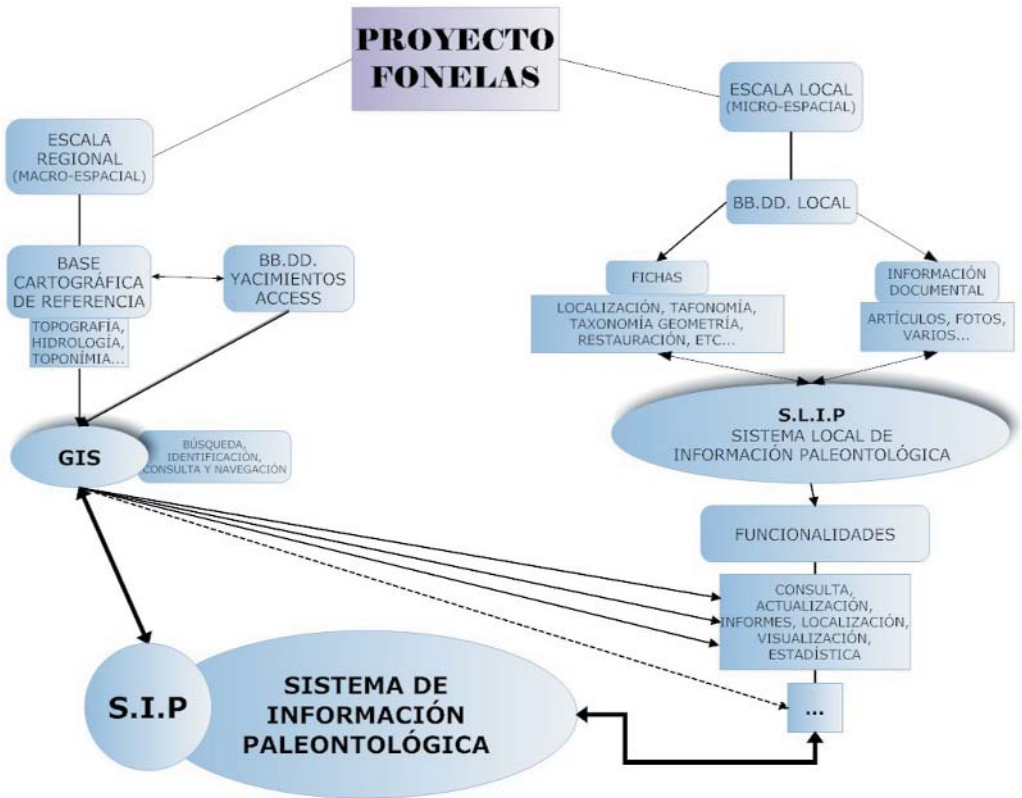 PROYECTO
FONELAS
ESCALA
REGIONAL
(MACRO-ESPACIAL)
BASE
CARTOGRÁFICA
DE REFERENCIA
TOPOGRAFÍA,
HIDROLOGÍA,
TOPONÍMIA...
BB.DD.
YACIMIENTOS
ACCESS
GIS
BÚSQUEDA,
IDENTIFICACIÓN,
CONSULTA Y NAVEGACIÓN
ESCALA LOCAL
(MICRO-ESPACIAL)
BB.DD. LOCAL
FICHAS
LOCALIZACIÓN, TAFONOMÍA,
TAXONOMÍA GEOMETRÍA,
RESTAURACIÓN, ETC...
INFORMACIÓN
DOCUMENTAL
ARTÍCULOS, FOTOS,
VARIOS...
S.L.I.P
SISTEMA LOCAL DE
INFORMACIÓN PALEONTOLÓGICA
FUNCIONALIDADES
CONSULTA,
ACTUALIZACIÓN,
INFORMES, LOCALIZACIÓN,
VISUALIZACIÓN,
ESTADÍSTICA
...
S.I.P
SISTEMA DE
INFORMACIÓN
PALEONTOLÓGICA